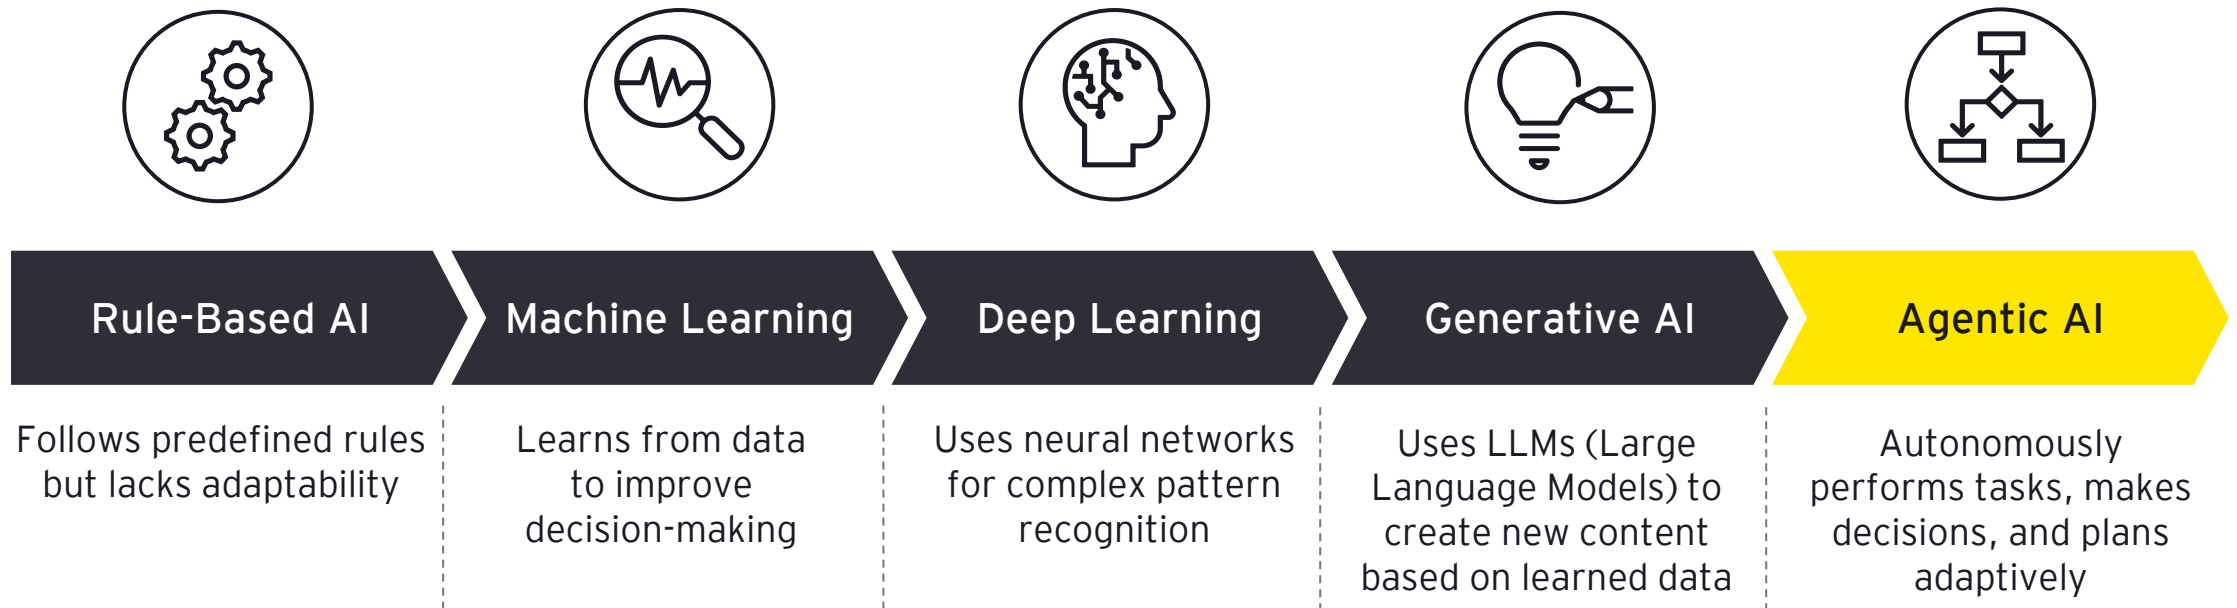 Rule-Based AI
Machine Learning
Deep Learning
Generative AI
Agentic AI
Follows predefined rules
but lacks adaptability
Learns from data
to improve
decision-making
Uses neural networks
for complex pattern
recognition
Uses LLMs (Large
Language Models) to
create new content
based on learned data
Autonomously
performs tasks, makes
decisions, and plans
adaptively